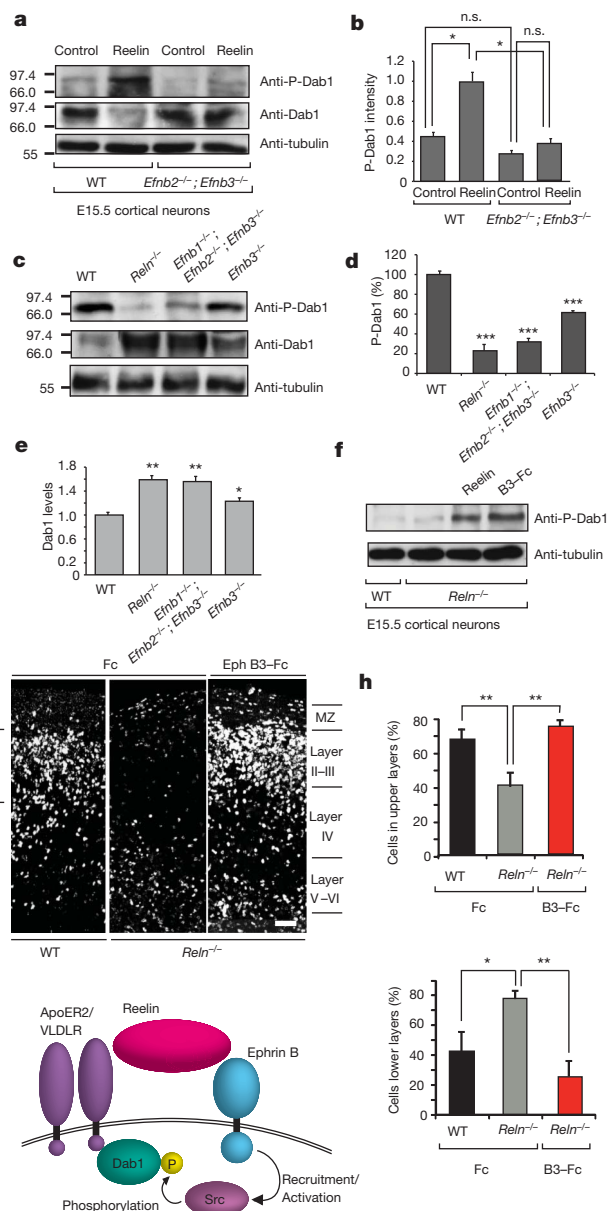 a
Control Reelin Control Reelin
97.4
66.0
Anti-P-Dab1
97.4
66.0
Anti-Dab1
55
Anti-tubulin
WT
Efnb2–/–; Efnb3–/–
E15.5 cortical neurons
b
n.s.
n.s.
*
*
P-Dab1 intensity
1.4
1.2
1.0
0.8
0.6
0.4
0.2
0
Control Reelin Control Reelin
WT
Efnb2–/–; Efnb3–/–
c
WT
Reln–/–
Efnb1–/–;
Efnb2–/–; Efnb3–/–
Efnb3–/–
97.4
66.0
Anti-P-Dab1
97.4
66.0
Anti-Dab1
55
Anti-tubulin
d
P-Dab1 (%)
120
100
80
60
40
20
0
***
***
***
WT
Reln–/–
Efnb1–/–;
Efnb2–/–; Efnb3–/–
Efnb3–/–
e
Dab1 levels
1.8
1.4
1.0
0.6
0.2
0
**
**
*
WT
Reln–/–
Efnb1–/–;
Efnb2–/–; Efnb3–/–
Efnb3–/–
f
Reelin
B3–Fc
Anti-P-Dab1
Anti-tubulin
WT
Reln–/–
E15.5 cortical neurons
Fc
Eph B3–Fc
MZ
Layer
II–III
Layer
IV
Layer
V–VI
WT
Reln–/–
h
Cells in upper layers (%)
80
60
40
20
0
**
**
WT
Reln–/–
Reln–/–
Fc
B3–Fc
Cells lower layers (%)
80
60
40
20
0
*
**
WT
Reln–/–
Reln–/–
Fc
B3–Fc
ApoER2/
VLDLR
Reelin
Ephrin B
Dab1
P
Recruitment/
Activation
Phosphorylation
Src